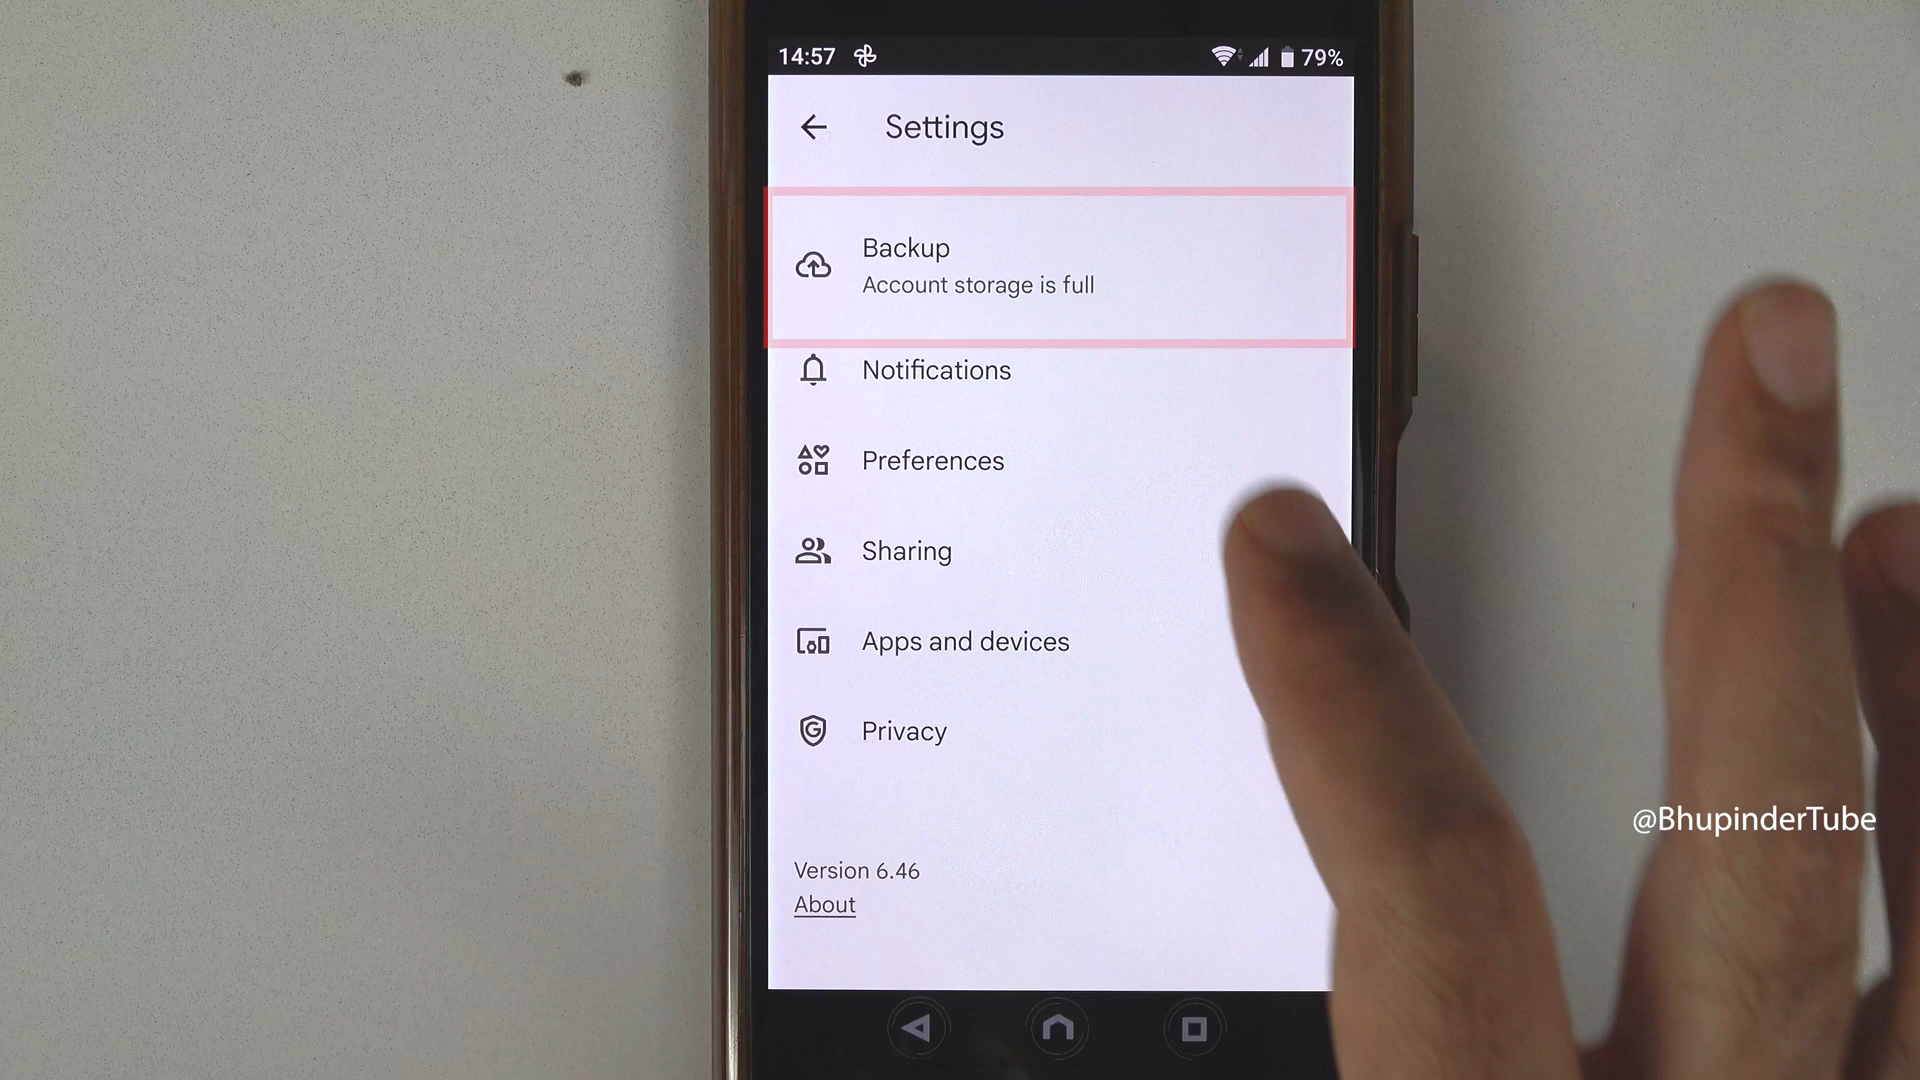 14:57
79%
Settings
Backup
Account storage is full
Notifications
Preferences
Sharing
Apps and devices
Privacy
@BhupinderTube
Version 6.46
About